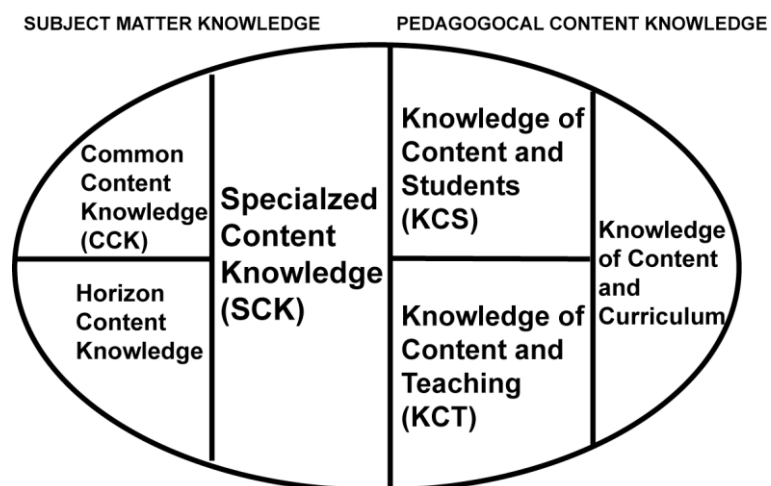 SUBJECT MATTER KNOWLEDGE
PEDAGOGOCAL CONTENT KNOWLEDGE
Common
Content
Knowledge
(CCK)
Horizon
Content
Knowledge
Specialzed
Content
Knowledge
(SCK)
Knowledge of
Content and
Students
(KCS)
Knowledge of
Content and
Teaching
(KCT)
Knowledge
of Content
and
Curriculum